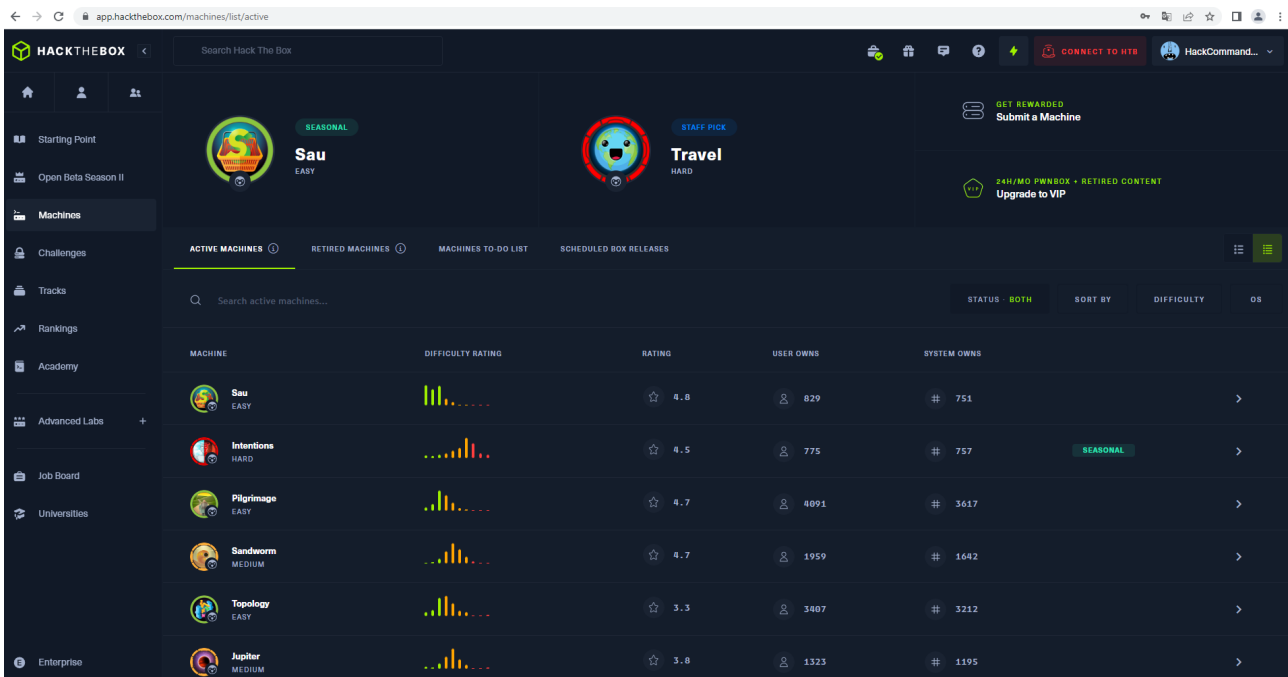 app.hackthebox.com/machines/list/active
HACKTHEBOX
Search Hack The Box
CONNECT TO HTB
HackCommand...
Starting Point
Open Beta Season II
Machines
Challenges
Tracks
Rankings
Academy
Advanced Labs +
Job Board
Universities
Enterprise
SEASONAL
Sau
EASY
STAFF PICK
Travel
HARD
GET REWARDED
Submit a Machine
VIP
24H/MO PWNBOX + RETIRED CONTENT
Upgrade to VIP
ACTIVE MACHINES RETIRED MACHINES MACHINES TO-DO LIST SCHEDULED BOX RELEASES
Search active machines...
STATUS · BOTH SORT BY DIFFICULTY OS
MACHINE DIFFICULTY RATING RATING USER OWNS SYSTEM OWNS
Sau
EASY
4.8 829 # 751
Intentions
HARD
4.5 775 # 757 SEASONAL
Pilgrimage
EASY
4.7 4091 # 3617
Sandworm
MEDIUM
4.7 1959 # 1642
Topology
EASY
3.3 3407 # 3212
Jupiter
MEDIUM
3.8 1323 # 1195